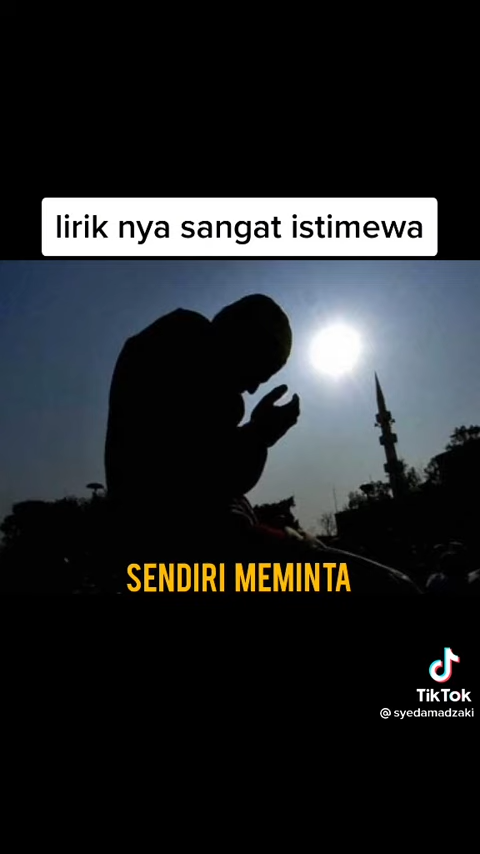 lirik nya sangat istimewa
SENDIRI MEMINTA
TikTok
@ syedamadzaki